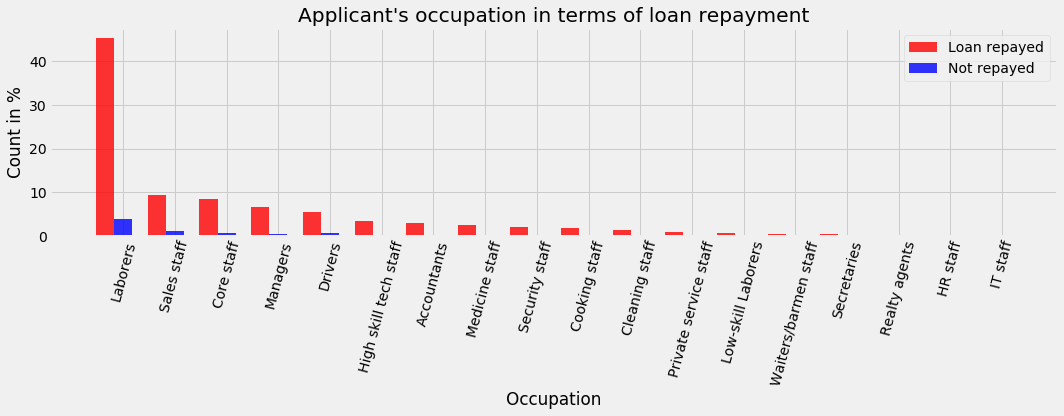 Applicant's occupation in terms of loan repayment
Loan repayed
Not repayed
Count in %
40
30
20
10
0
Laborers
Sales staff
Core staff
Managers
Drivers
High skill tech staff
Accountants
Medicine staff
Security staff
Cooking staff
Cleaning staff
Private service staff
Low-skill Laborers
Waiters/barmen staff
Secretaries
Realty agents
HR staff
IT staff
Occupation